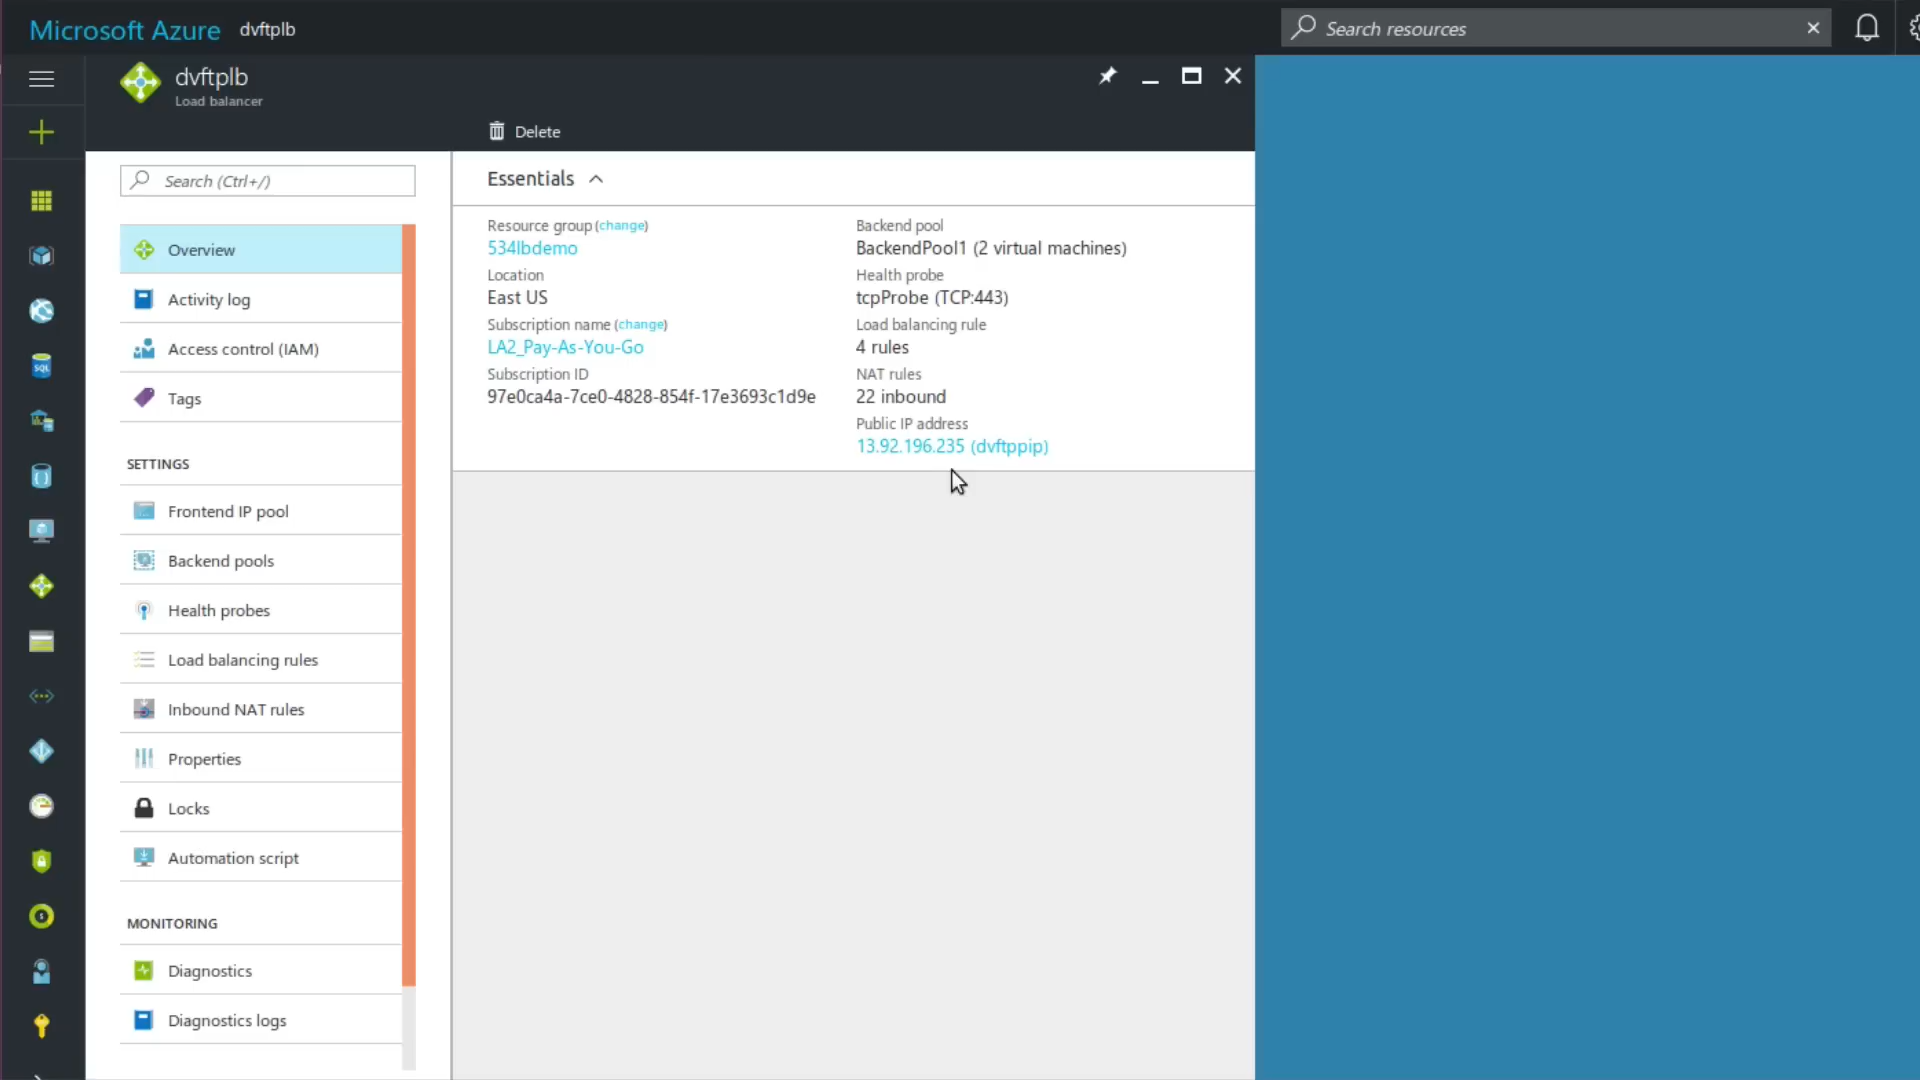 Microsoft Azure dvftplb
Search resources
dvftplb
Load balancer
Delete
Search (Ctrl+/)
Overview
Activity log
Access control (IAM)
Tags
SETTINGS
Frontend IP pool
Backend pools
Health probes
Load balancing rules
Inbound NAT rules
Properties
Locks
Automation script
MONITORING
Diagnostics
Diagnostics logs
Essentials
Resource group (change)
534lbdemo
Location
East US
Subscription name (change)
LA2_Pay-As-You-Go
Subscription ID
97e0ca4a-7ce0-4828-854f-17e3693c1d9e
Backend pool
BackendPool1 (2 virtual machines)
Health probe
tcpProbe (TCP:443)
Load balancing rule
4 rules
NAT rules
22 inbound
Public IP address
13.92.196.235 (dvftppip)
SQL